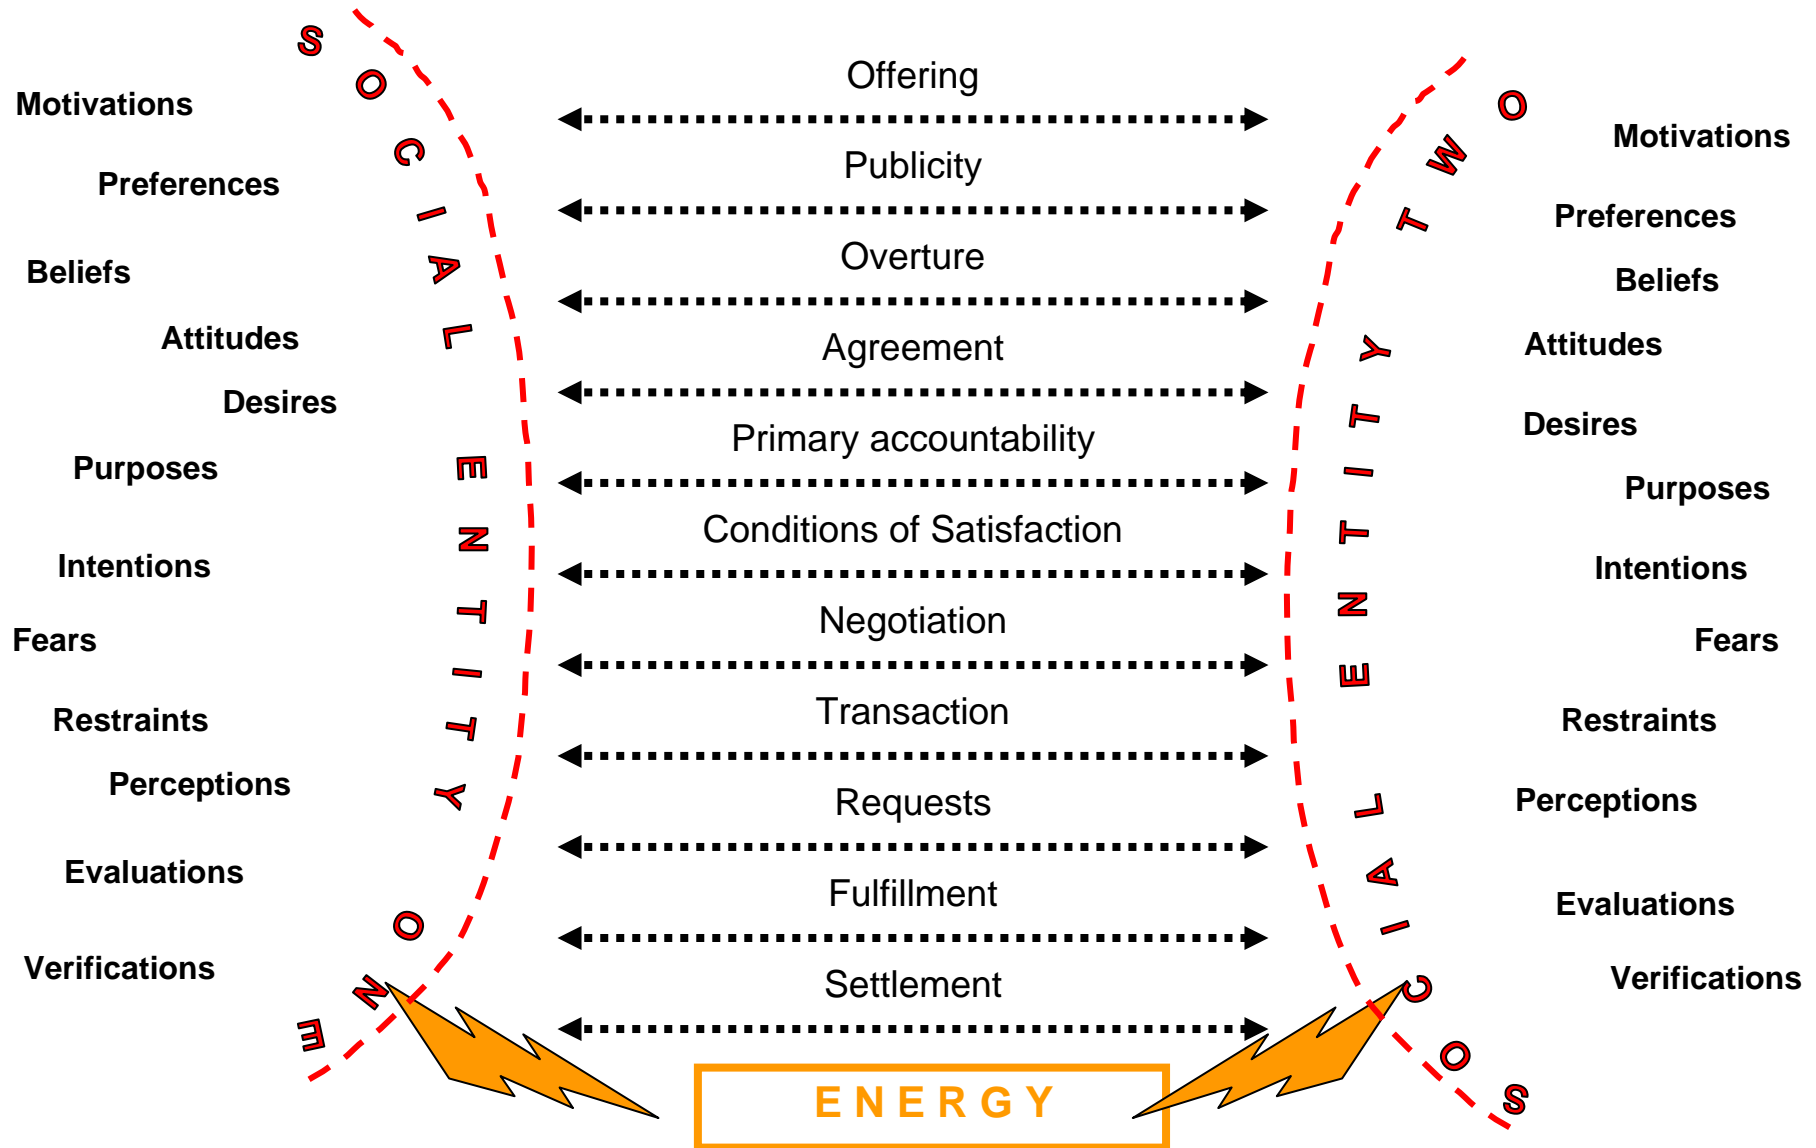 SOCIAL ENTITY ONE
Motivations
Preferences
Beliefs
Attitudes
Desires
Purposes
Intentions
Fears
Restraints
Perceptions
Evaluations
Verifications
Offering
Publicity
Overture
Agreement
Primary accountability
Conditions of Satisfaction
Negotiation
Transaction
Requests
Fulfillment
Settlement
ENERGY
SOCIAL ENTITY TWO
Motivations
Preferences
Beliefs
Attitudes
Desires
Purposes
Intentions
Fears
Restraints
Perceptions
Evaluations
Verifications